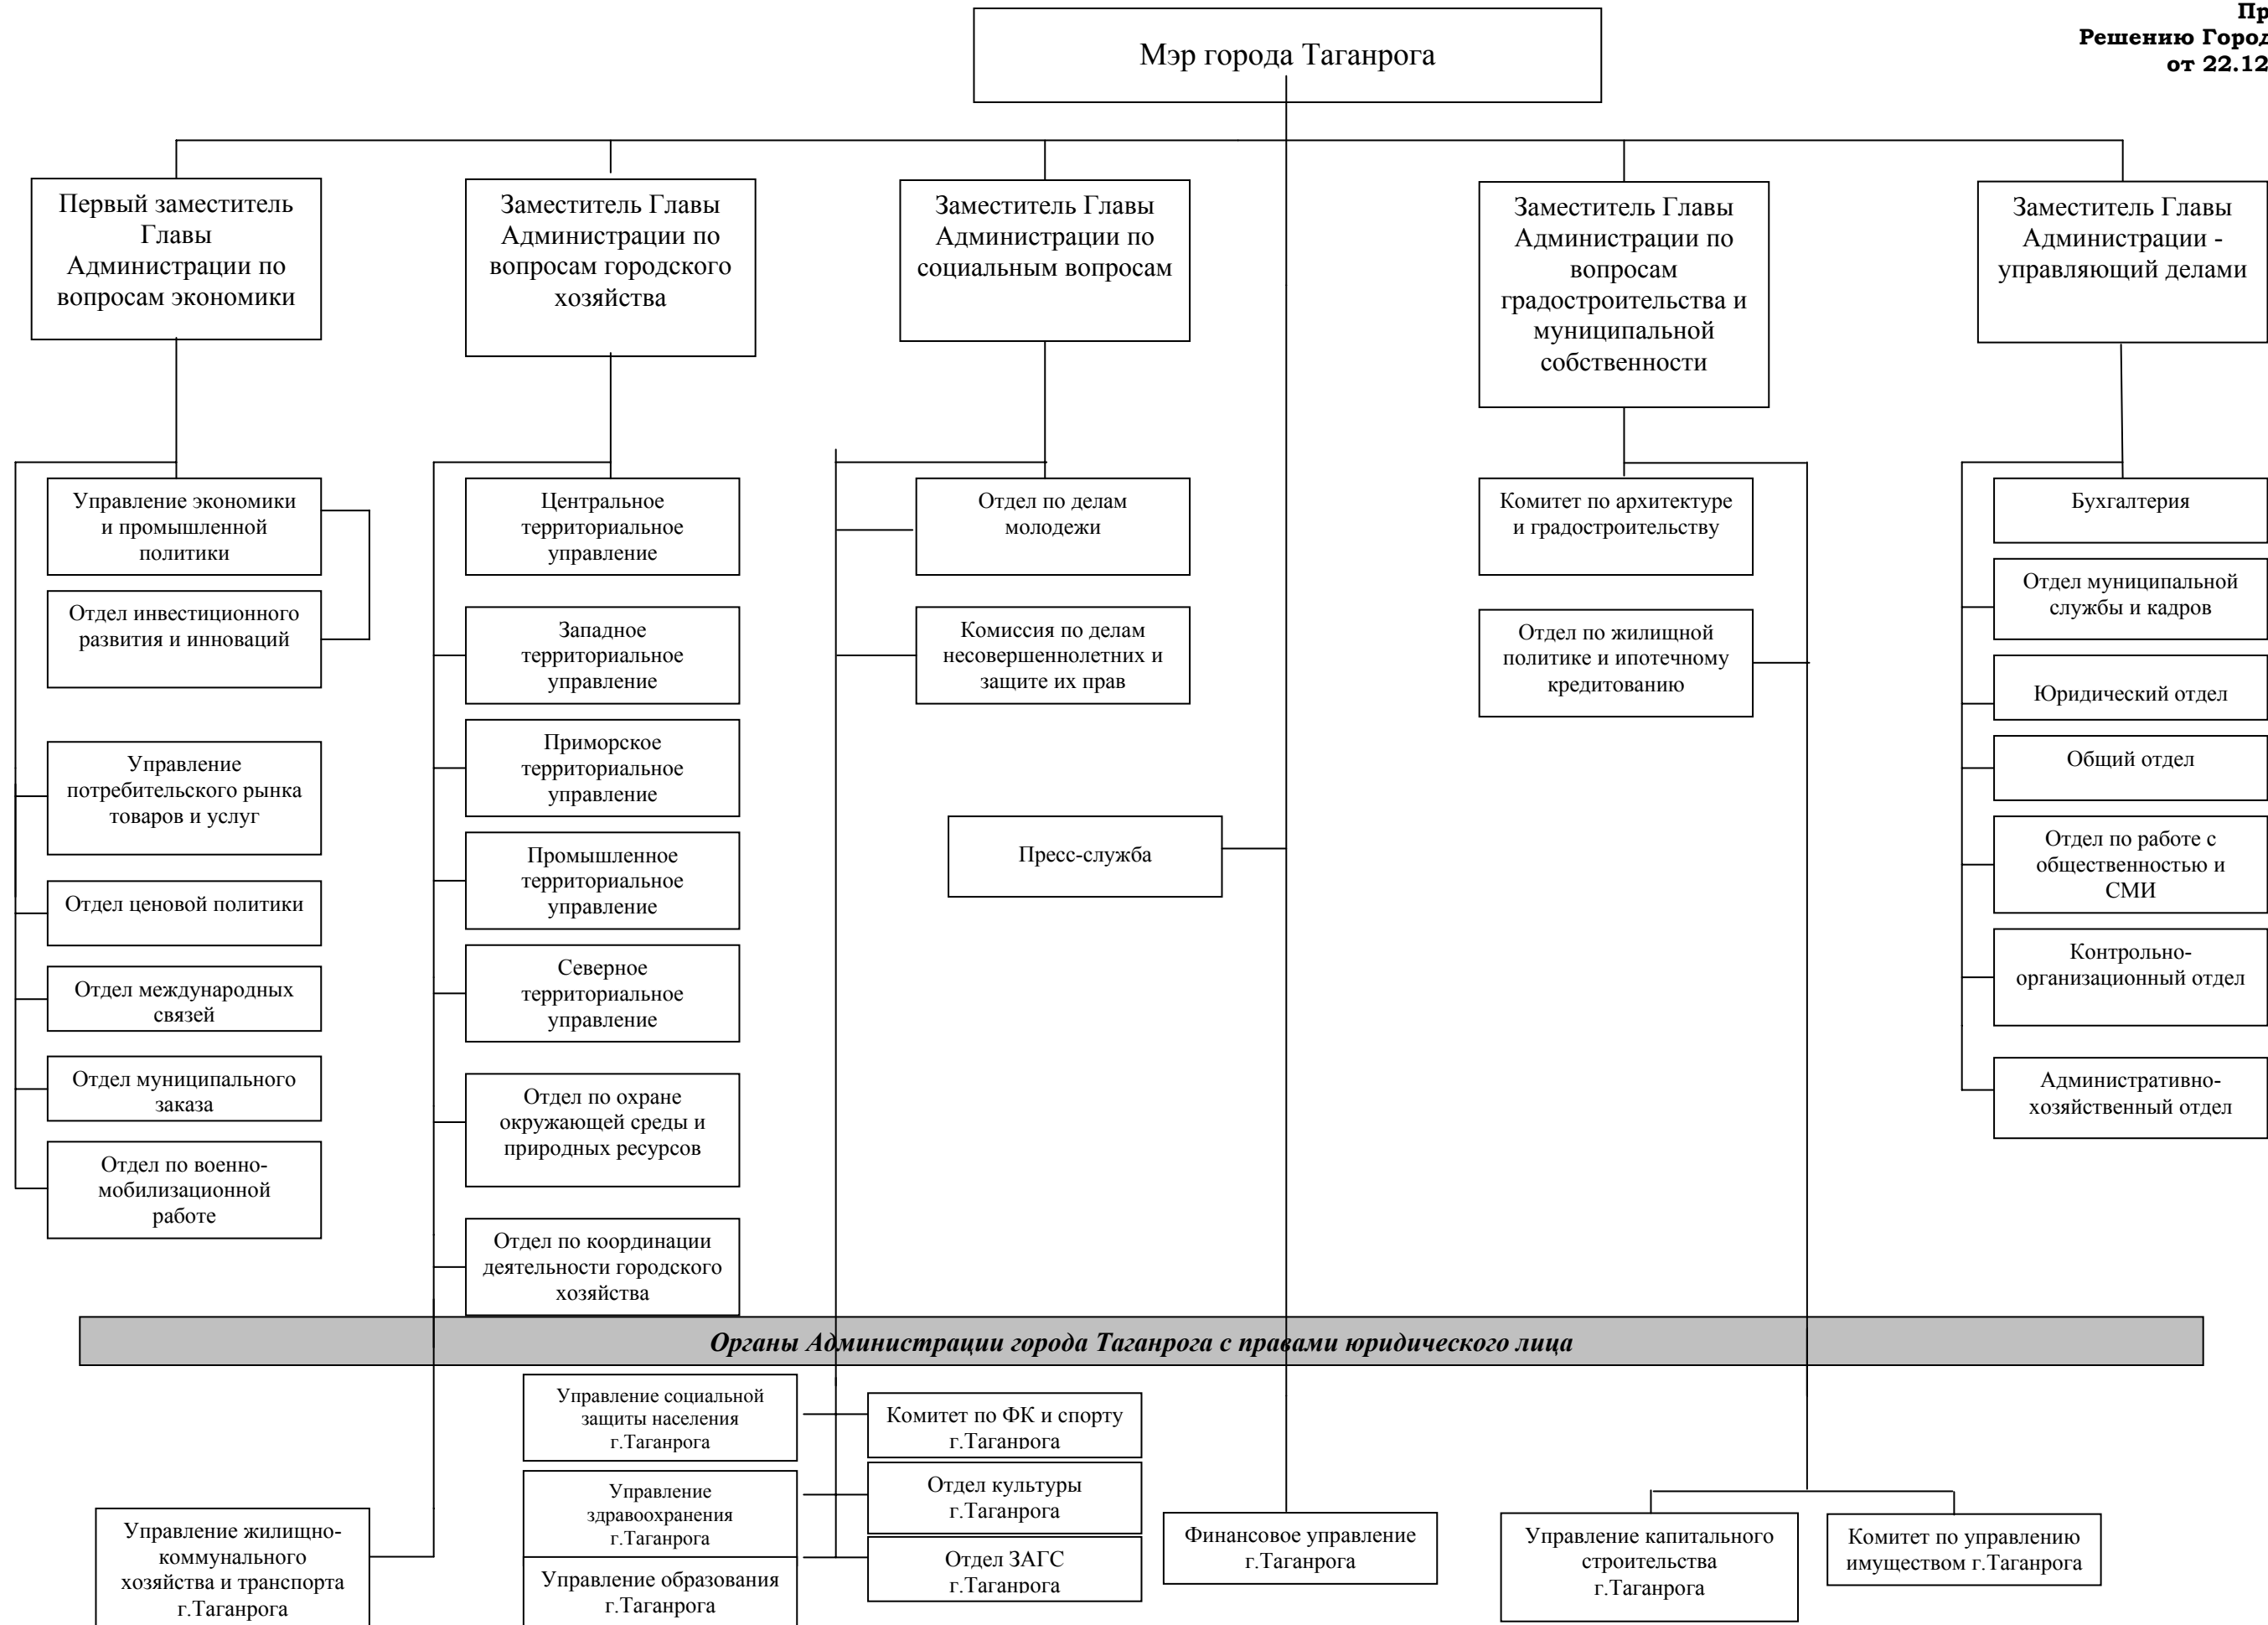 Решению
от 22.12
Мэр города Таганрога
Первый заместитель
Главы
Администрации по
вопросам экономики
Заместитель Главы
Администрации по
вопросам городского
хозяйства
Заместитель Главы
Администрации по
социальным вопросам
Заместитель Главы
Администрации по
вопросам
градостроительства и
муниципальной
собственности
Заместитель Главы
Администрации -
управляющий делами
Управление экономики
и промышленной
политики
Отдел инвестиционного
развития и инноваций
Управление
потребительского рынка
товаров и услуг
Отдел ценовой политики
Отдел международных
связей
Отдел муниципального
заказа
Отдел по военно-
мобилизационной
работе
Центральное
территориальное
управление
Западное
территориальное
управление
Приморское
территориальное
управление
Промышленное
территориальное
управление
Северное
территориальное
управление
Отдел по охране
окружающей среды и
природных ресурсов
Отдел по координации
деятельности городского
хозяйства
Отдел по делам
молодежи
Комиссия по делам
несовершеннолетних и
защите их прав
Пресс-служба
Комитет по архитектуре
и градостроительству
Отдел по жилищной
политике и ипотечному
кредитованию
Бухгалтерия
Отдел муниципальной
службы и кадров
Юридический отдел
Общий отдел
Отдел по работе с
общественностью и
СМИ
Контрольно-
организационный отдел
Административно-
хозяйственный отдел
Органы Администрации города Таганрога с правами юридического лица
Управление жилищно-
коммунального
хозяйства и транспорта
г.Таганрога
Управление социальной
защиты населения
г.Таганрога
Управление
здравоохранения
г.Таганрога
Управление образования
г.Таганрога
Комитет по ФК и спорту
г.Таганрога
Отдел культуры
г.Таганрога
Отдел ЗАГС
г.Таганрога
Финансовое управление
г.Таганрога
Управление капитального
строительства
г.Таганрога
Комитет по управлению
имуществом г.Таганрога